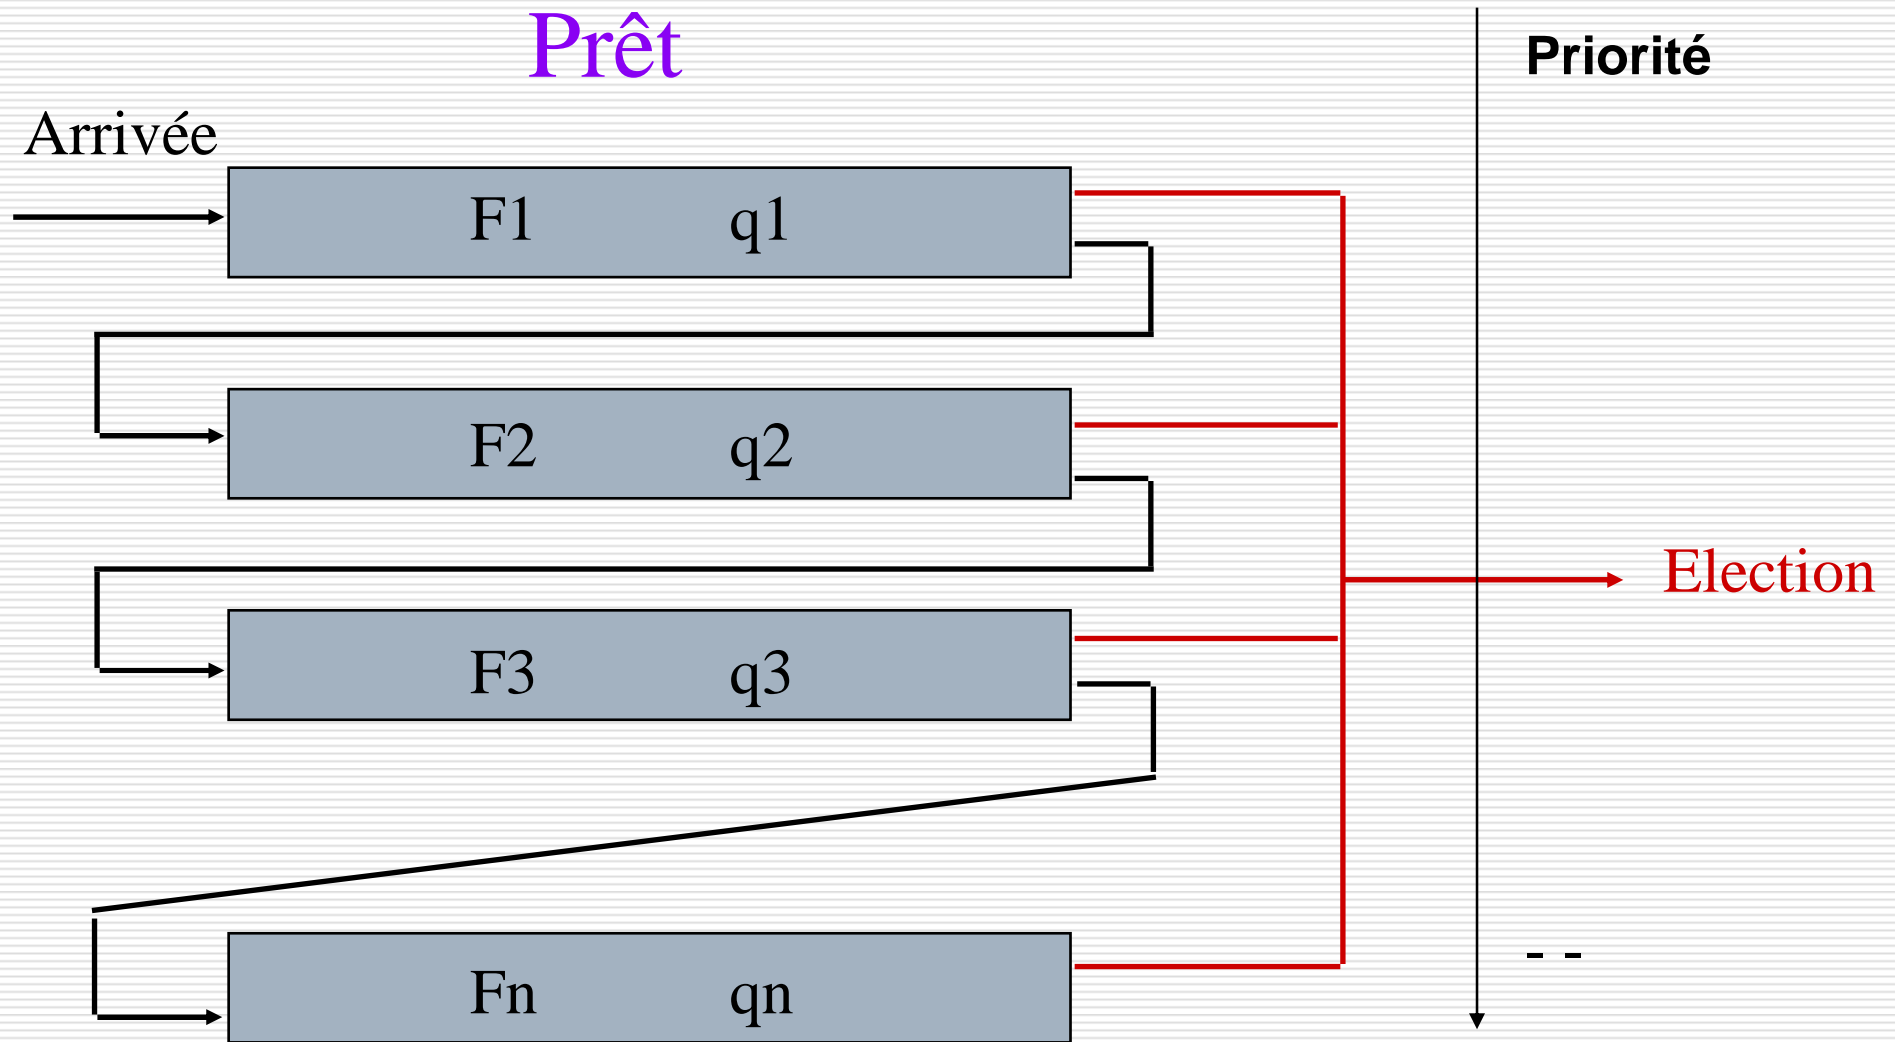 Prêt
Priorité
Arrivée
F1 q1
F2 q2
Election
F3 q3
- -
Fn qn